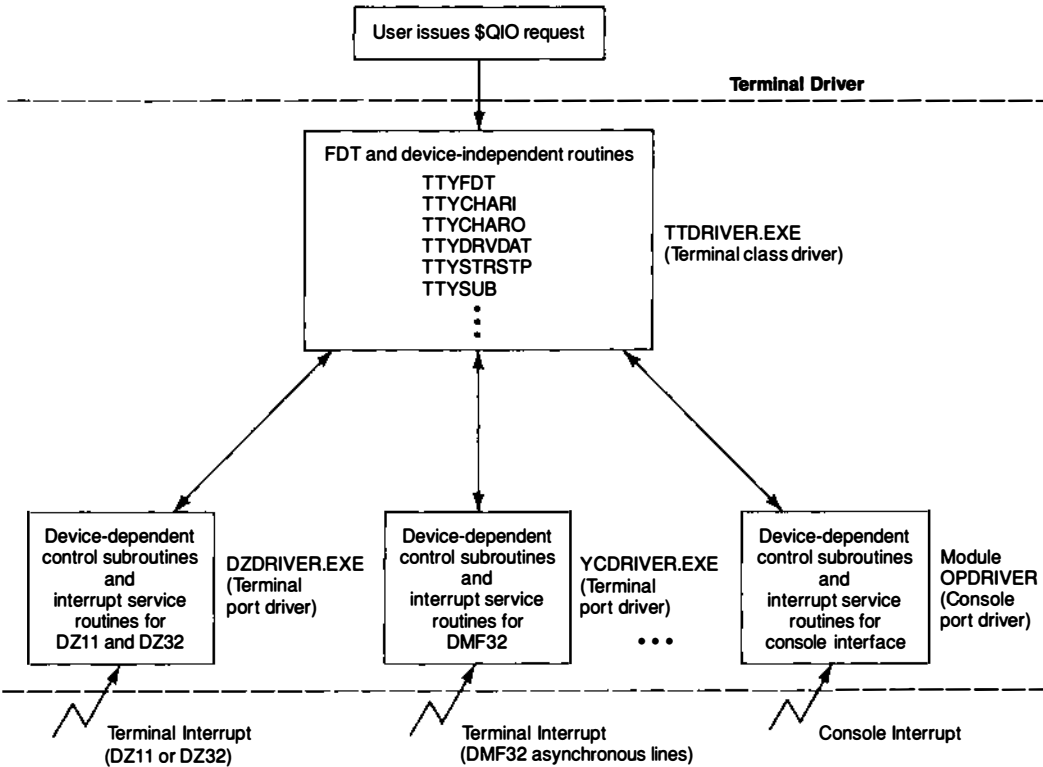 User issues $QIO request
Terminal Driver
FDT and device-independent routines
TTYFDT
TTYCHARI
TTYCHARO
TTYDRVDAT
TTYSTRSTP
TTYSUB
TTDRIVER.EXE
(Terminal class driver)
Device-dependent
control subroutines
and
interrupt service
routines for
DZ11 and DZ32
DZDRIVER.EXE
(Terminal
port driver)
Device-dependent
control subroutines
and
interrupt service
routines for
DMF32
YCDRIVER.EXE
(Terminal
port driver)
Device-dependent
control subroutines
and
interrupt service
routines for
console interface
Module
OPDRIVER
(Console
port driver)
Terminal Interrupt
(DZ11 or DZ32)
Terminal Interrupt
(DMF32 asynchronous lines)
Console Interrupt